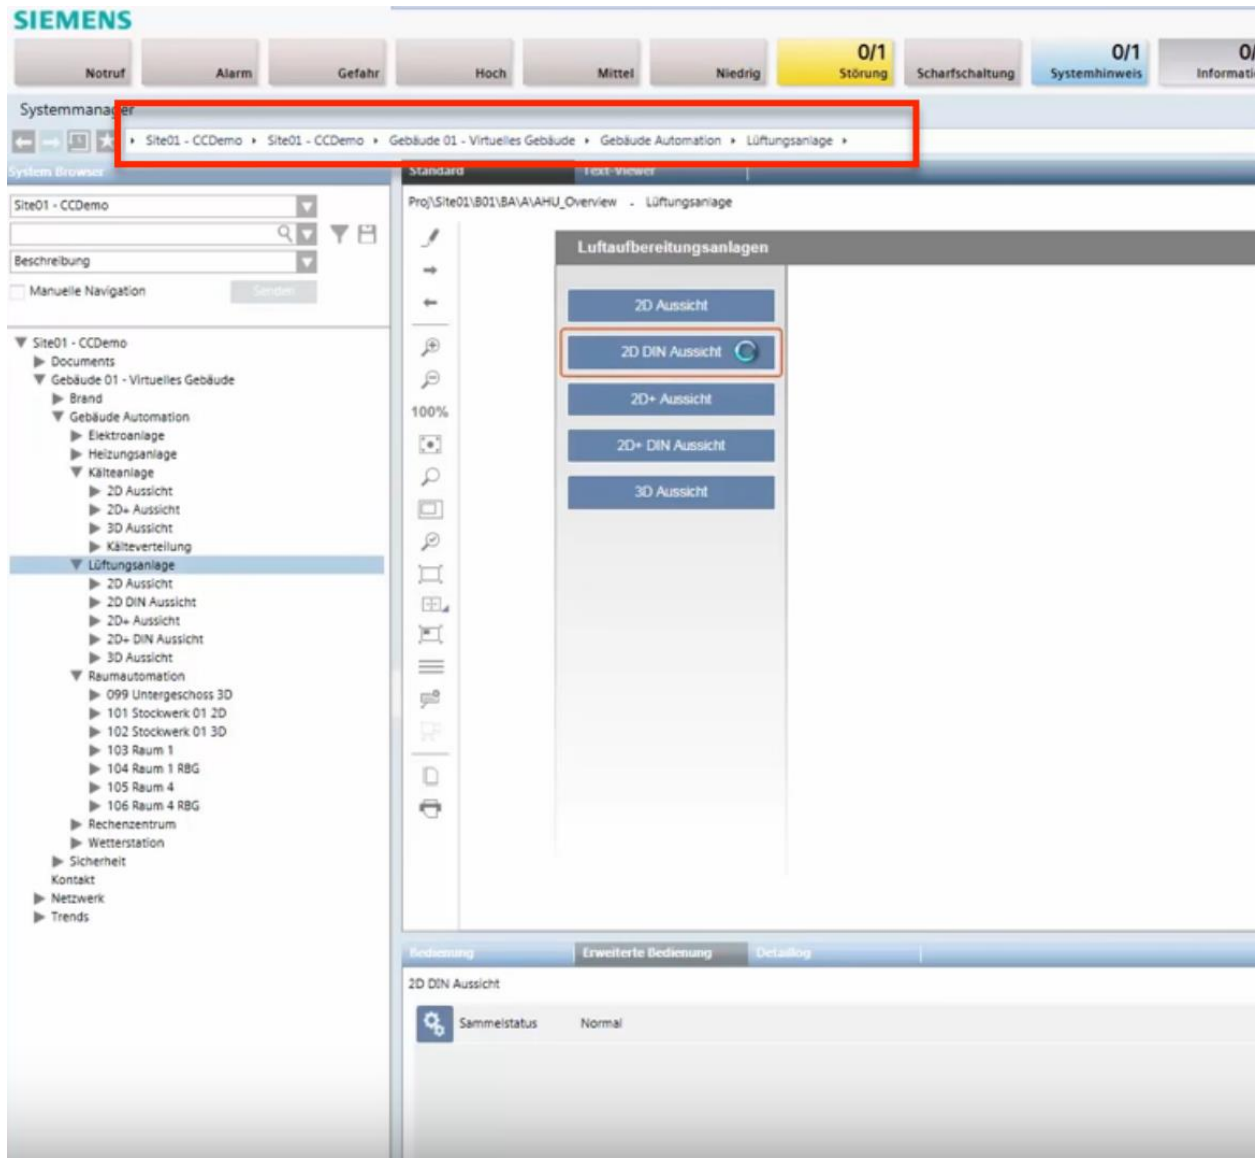 SIEMENS
0/1 0/1 0/
Notruf Alarm Gefahr Hoch Mittel Niedrig Störung Scharfschaltung Systemhinweis Informati
Systemmanager
Site01 - CCDemo Site01 - CCDemo Gebäude 01 - Virtuelles Gebäude Gebäude Automation Lüftungsanlage
System Browser
Standard Text-Viewer
Site01 - CCDemo
Proj\Site01\B01\BA\A\AHU_Overview - Lüftungsanlage
Beschreibung
Manuelle Navigation Senden
Luftaufbereitungsanlagen
2D Aussicht
2D DIN Aussicht
2D+ Aussicht
2D+ DIN Aussicht
3D Aussicht
100%
Site01 - CCDemo
Documents
Gebäude 01 - Virtuelles Gebäude
Brand
Gebäude Automation
Elektroanlage
Heizungsanlage
Kälteanlage
2D Aussicht
2D+ Aussicht
3D Aussicht
Kälteverteilung
Lüftungsanlage
2D Aussicht
2D DIN Aussicht
2D+ Aussicht
2D+ DIN Aussicht
3D Aussicht
Raumautomation
099 Untergeschoss 3D
101 Stockwerk 01 2D
102 Stockwerk 01 3D
103 Raum 1
104 Raum 1 RBG
105 Raum 4
106 Raum 4 RBG
Rechenzentrum
Wetterstation
Sicherheit
Kontakt
Netzwerk
Trends
Bedienung Erweiterte Bedienung Detaillog
2D DIN Aussicht
Sammelstatus Normal